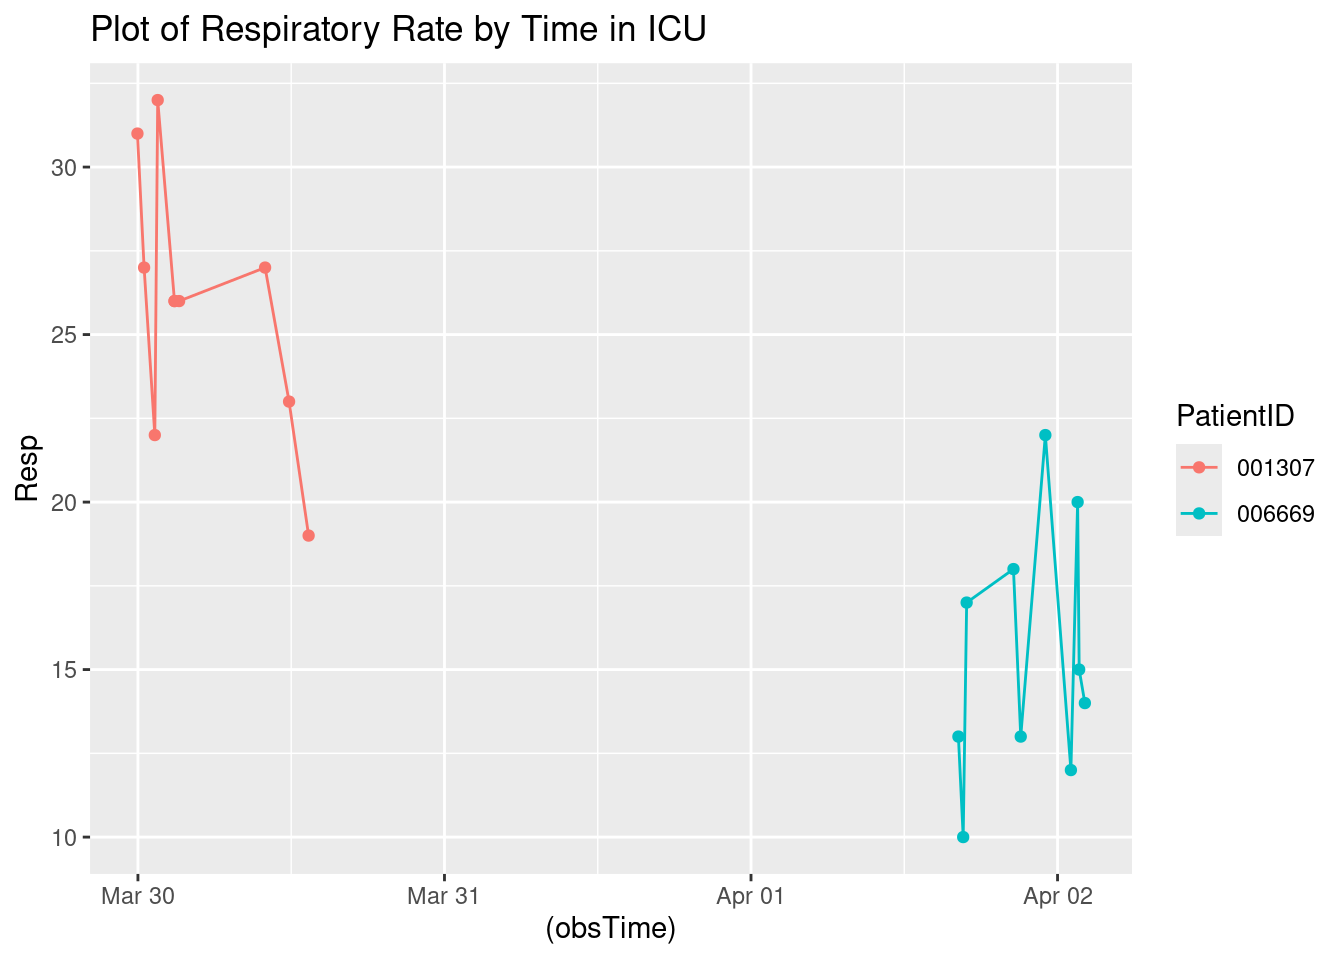 Plot of Respiratory Rate by Time in ICU
30
25
20
15
10
Resp
Mar 30
Mar 31
Apr 01
Apr 02
(obsTime)
PatientID
001307
006669